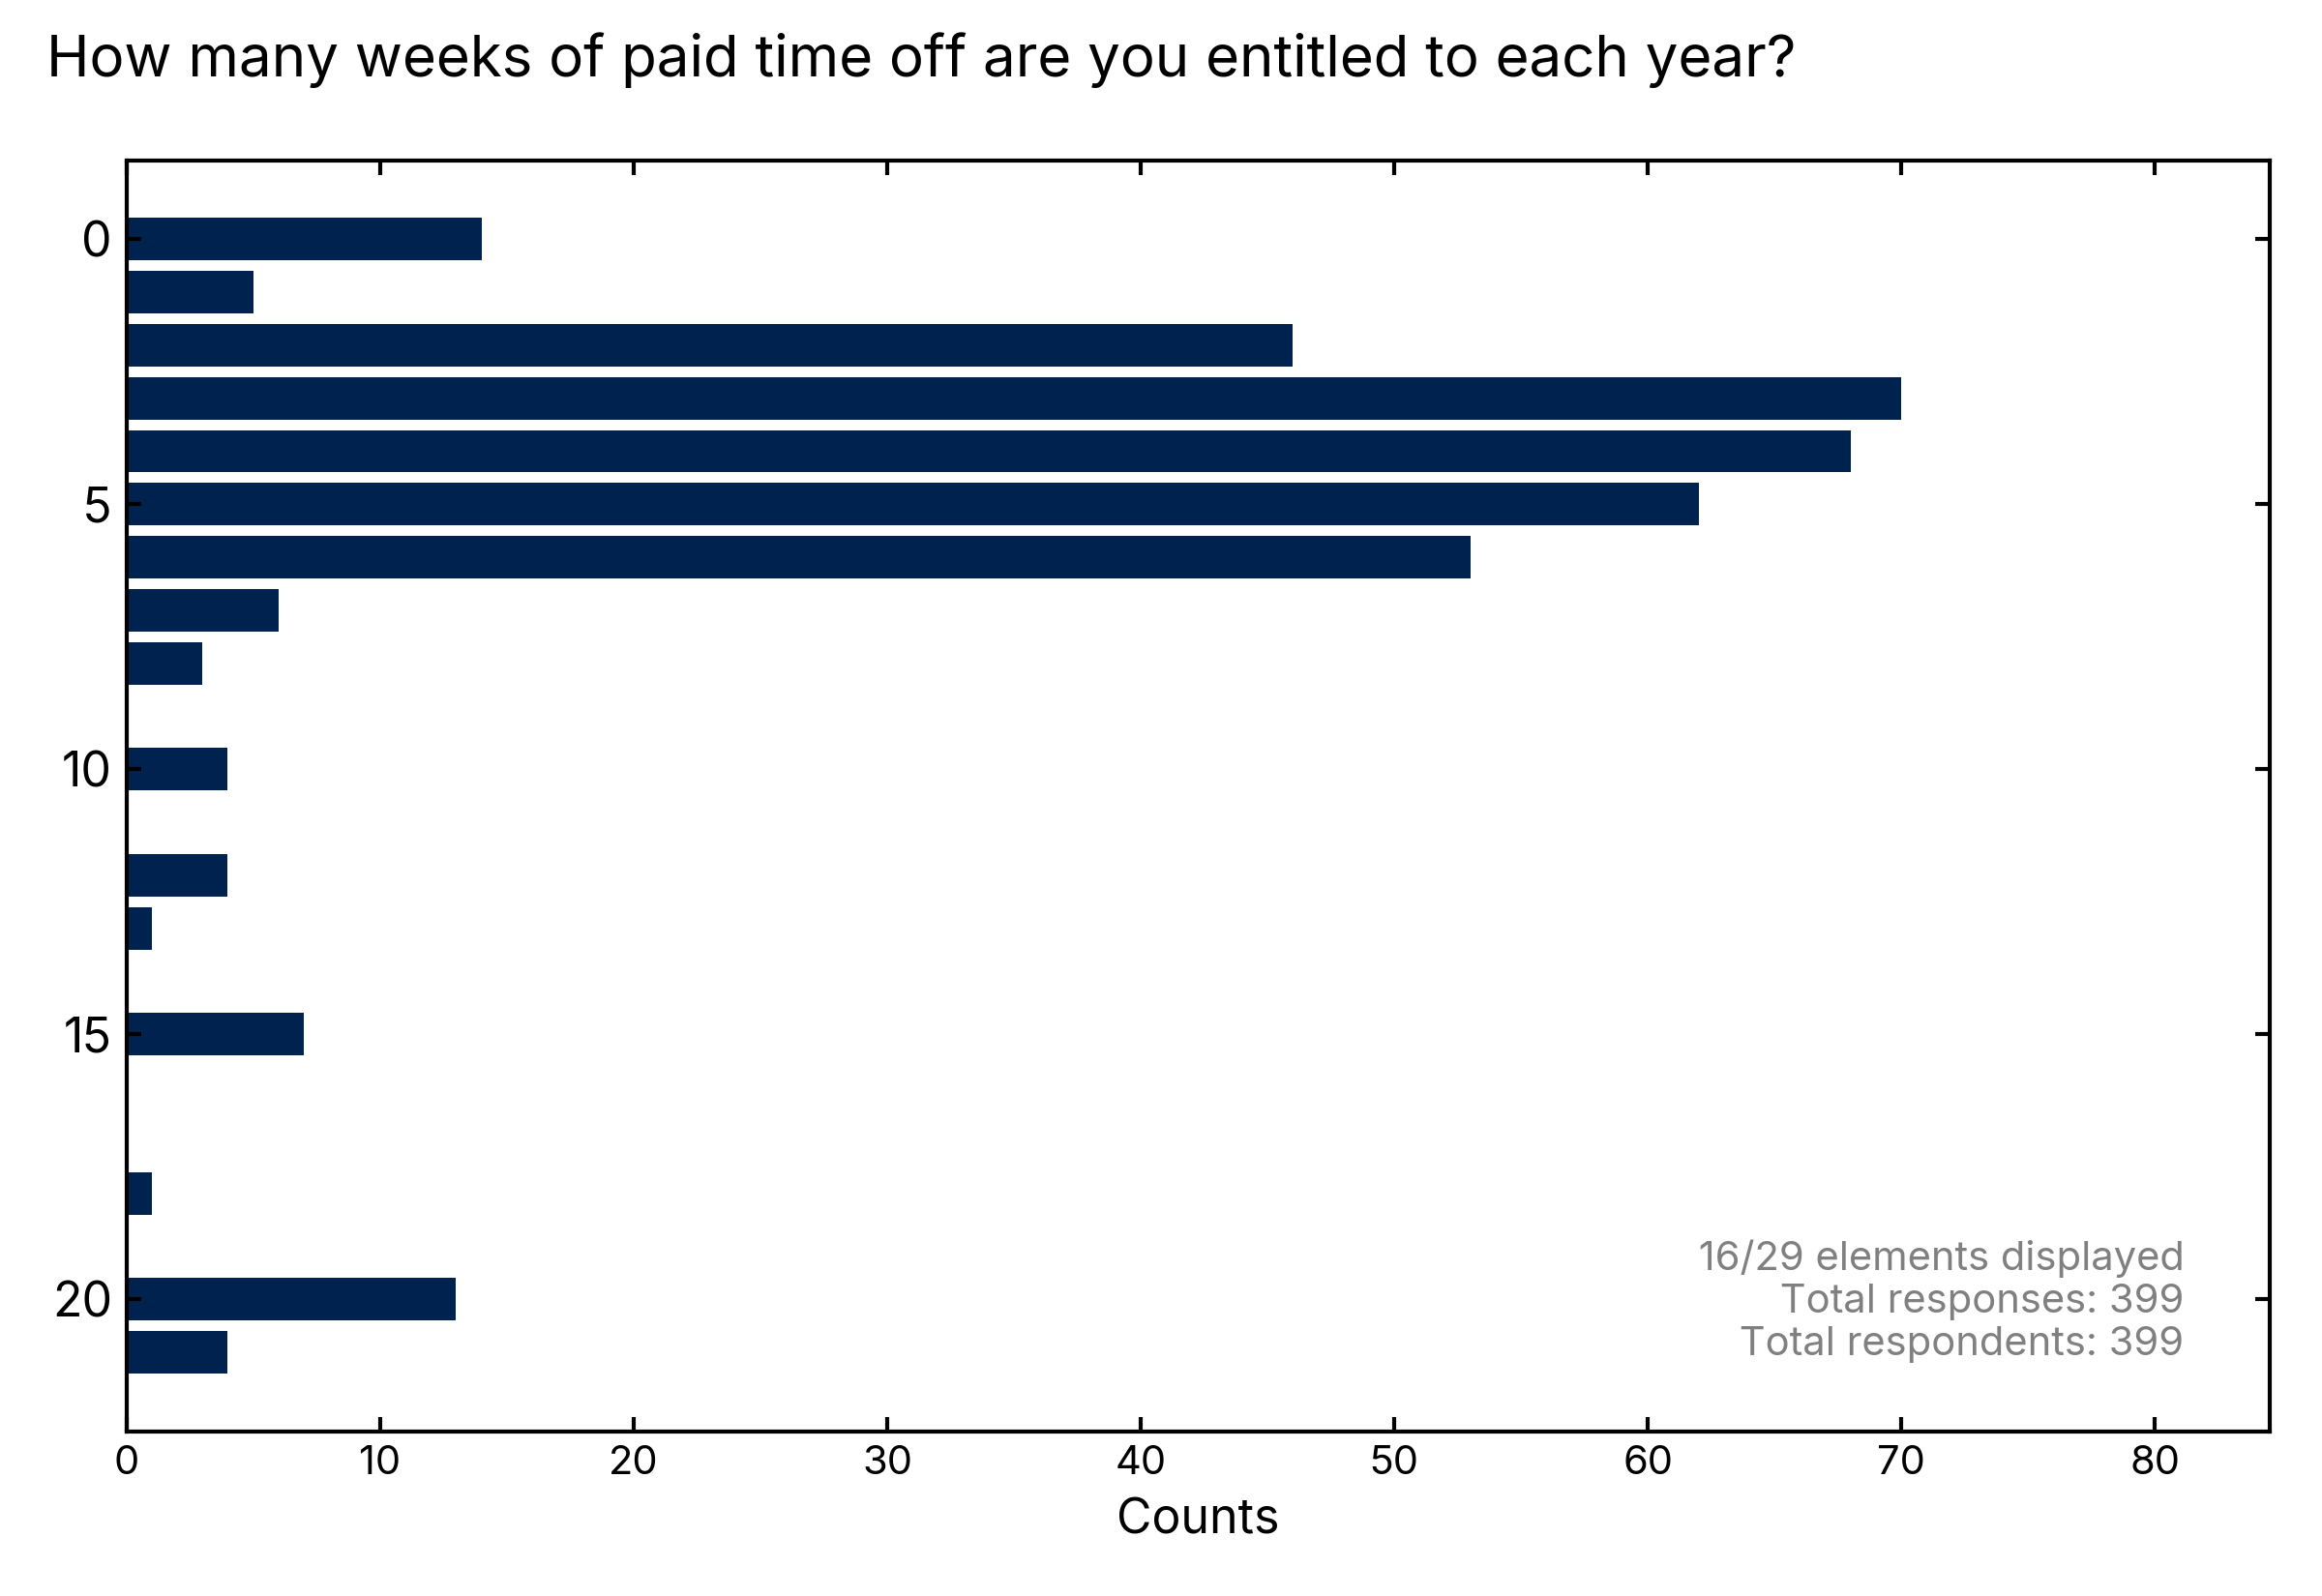 How many weeks of paid time off are you entitled to each year?
0
5
10
15
20
16/29 elements displayed
Total responses: 399
Total respondents: 399
0 10 20 30 40 50 60 70 80
Counts